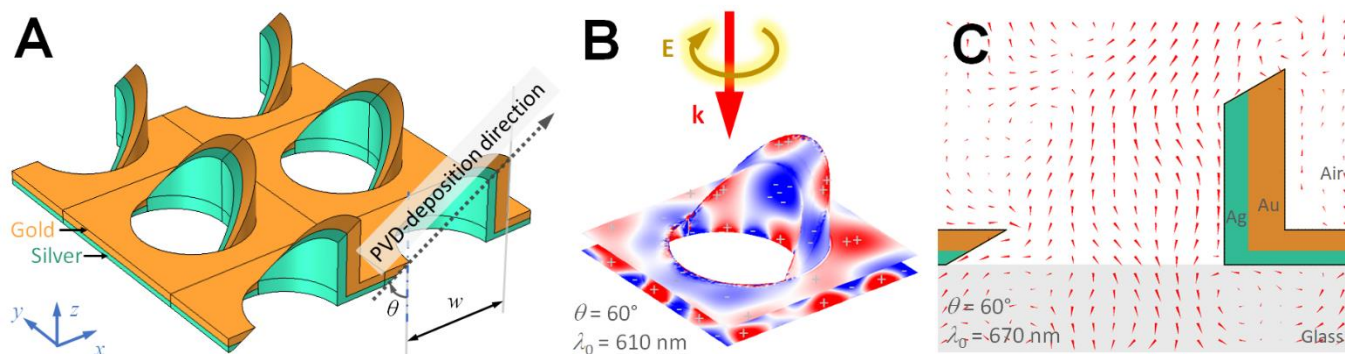 A
PVD-deposition direction
Gold
Silver
θ
w
z
y
x
B
E
k
+ +
- -
θ = 60°
λ0 = 610 nm
C
Air
Ag
Au
θ = 60°
λ0 = 670 nm
Glass